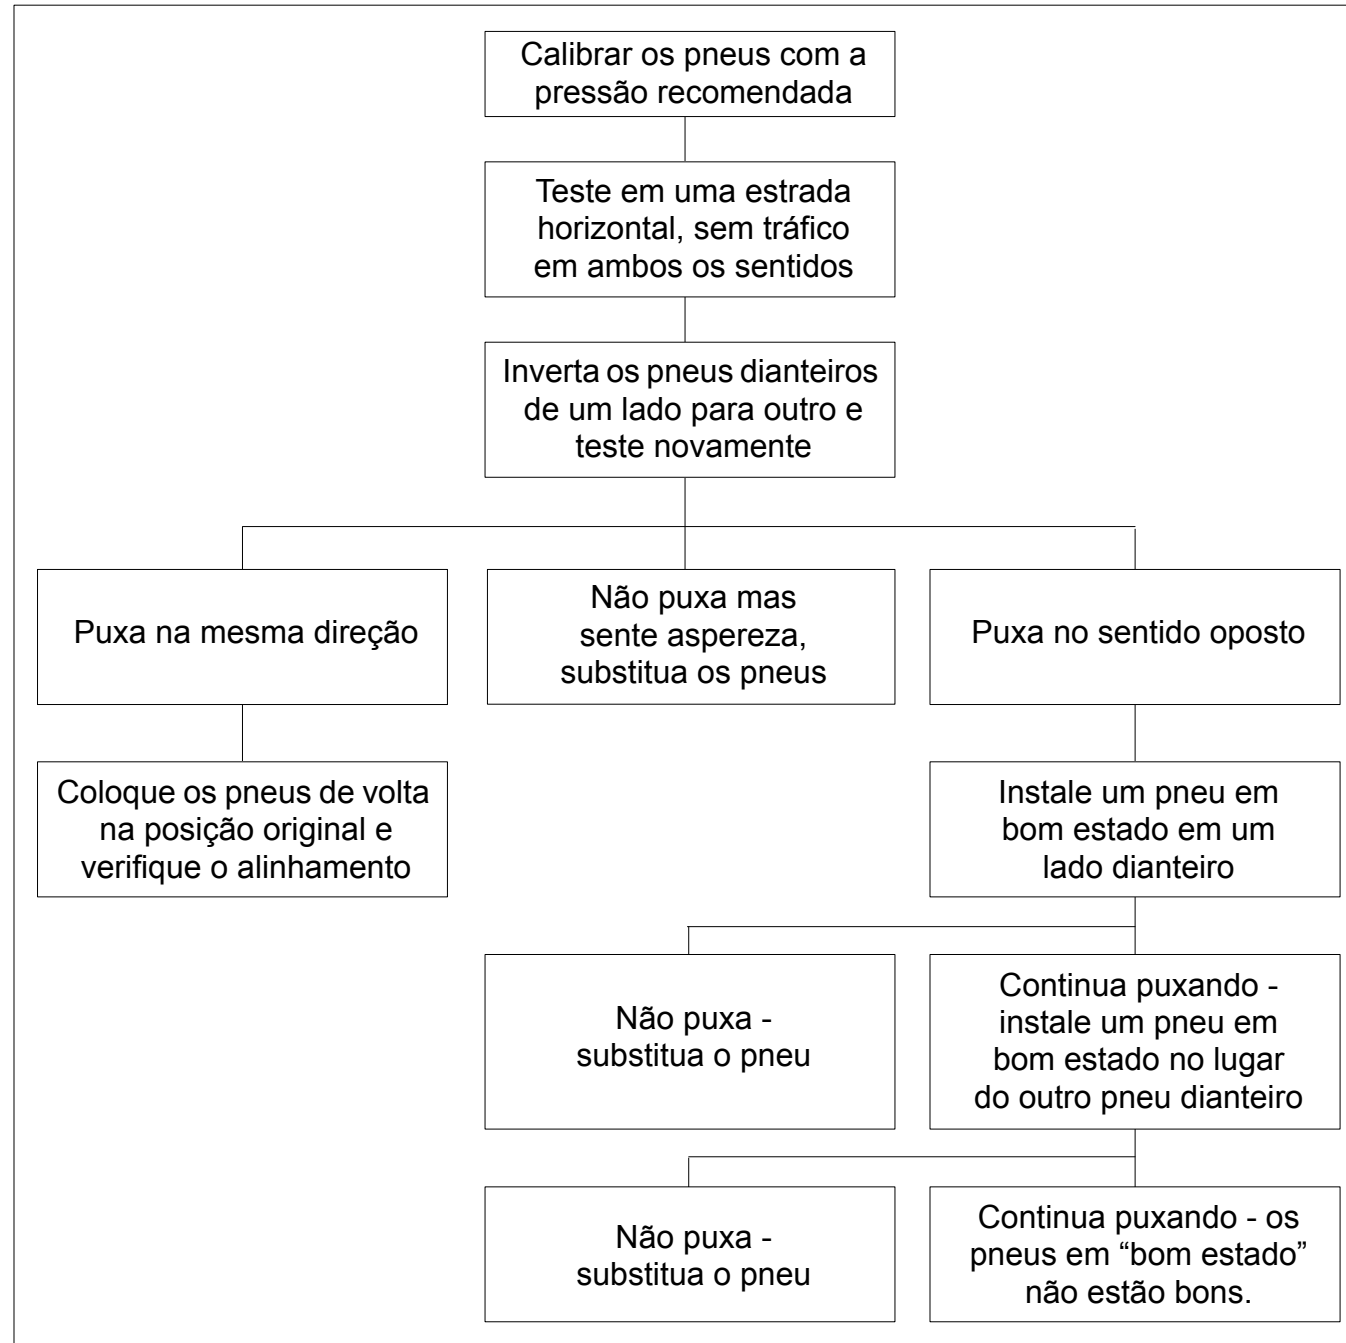 Calibrar os pneus com a
pressão recomendada
Teste em uma estrada
horizontal, sem tráfico
em ambos os sentidos
Inverta os pneus dianteiros
de um lado para outro e
teste novamente
Puxa na mesma direção
Não puxa mas
sente aspereza,
substitua os pneus
Puxa no sentido oposto
Coloque os pneus de volta
na posição original e
verifique o alinhamento
Instale um pneu em
bom estado em um
lado dianteiro
Não puxa -
substitua o pneu
Continua puxando -
instale um pneu em
bom estado no lugar
do outro pneu dianteiro
Não puxa -
substitua o pneu
Continua puxando - os
pneus em “bom estado”
não estão bons.